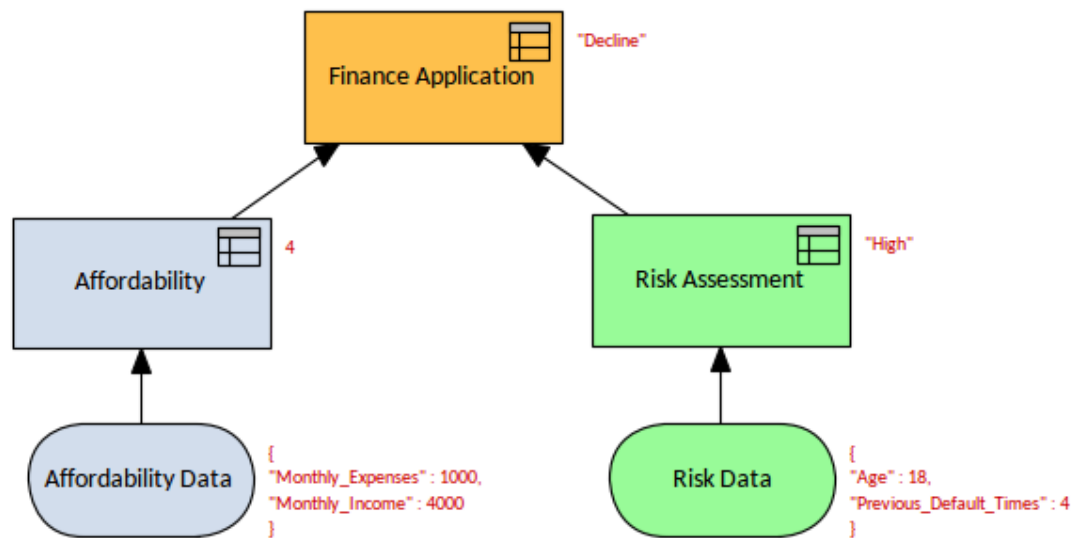 Finance Application
"Decline"
Affordability
4
Risk Assessment
"High"
Affordability Data
{
"Monthly_Expenses" : 1000,
"Monthly_Income" : 4000
}
Risk Data
{
"Age" : 18,
"Previous_Default_Times" : 4
}